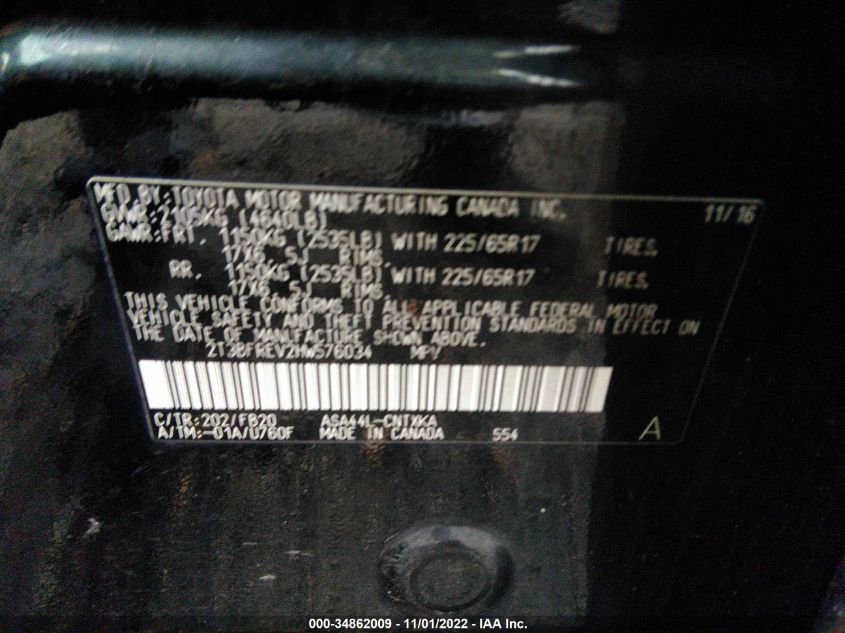 MFD. BY: TOYOTA MOTOR MANUFACTURING CANADA INC. 11/16
GVWR: 2105KG (4640LB)
GAWR: FRT. 1150KG (2535LB) WITH 225/65R17 TIRES,
17X6.5J RIMS,
RR. 1150KG (2535LB) WITH 225/65R17 TIRES,
17X6.5J RIMS,
THIS VEHICLE CONFORMS TO ALL APPLICABLE FEDERAL MOTOR
VEHICLE SAFETY AND THEFT PREVENTION STANDARDS IN EFFECT ON
THE DATE OF MANUFACTURE SHOWN ABOVE.
2T3BFREV2HW576034 MPV
C/TR:202/FB20 ASA44L-CNTXKA
A/TM:-01A/U760F MADE IN CANADA 554 A
000-34862009 - 11/01/2022 - IAA Inc.